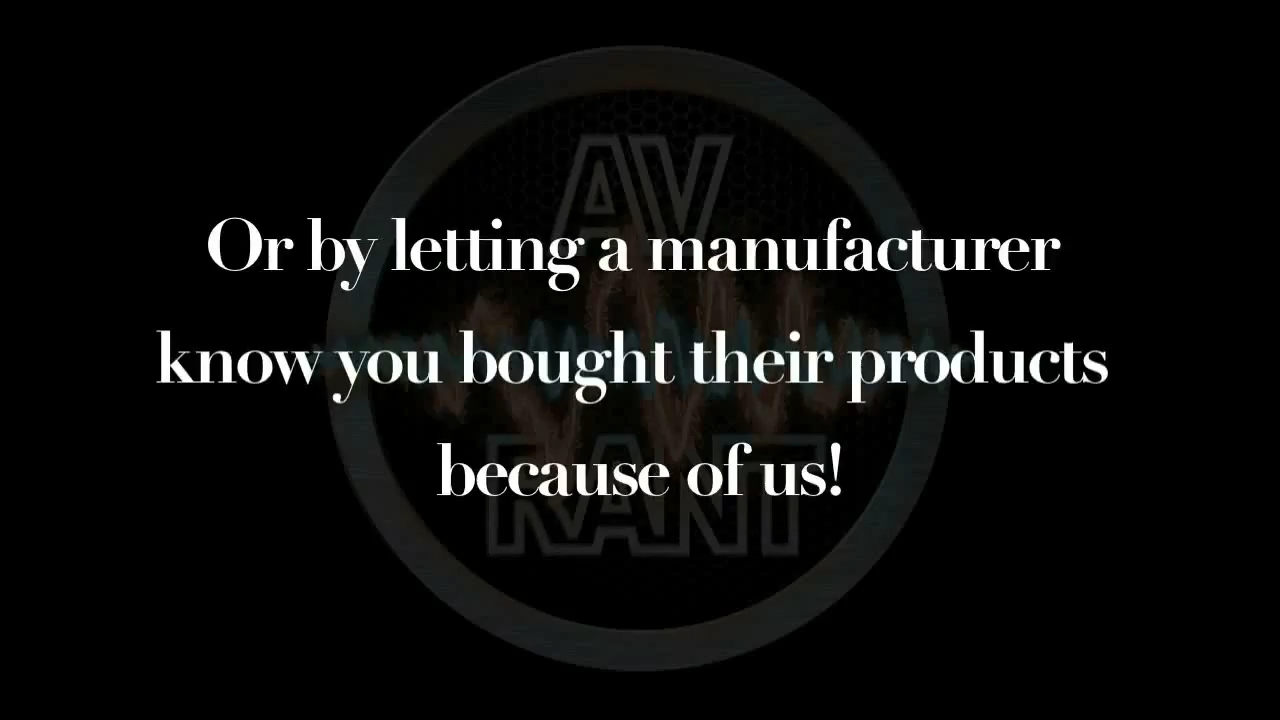 AV
Or by letting a manufacturer
know you bought their products
because of us!
RANT